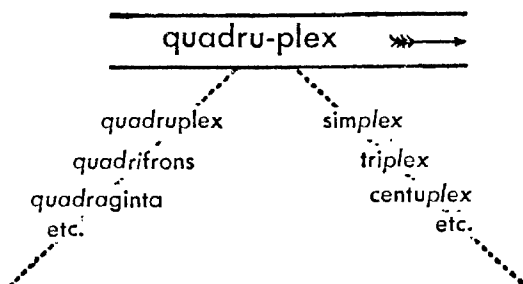 quadru-plex
quadruplex simplex
quadrifrons triplex
quadraginta centuplex
etc. etc.